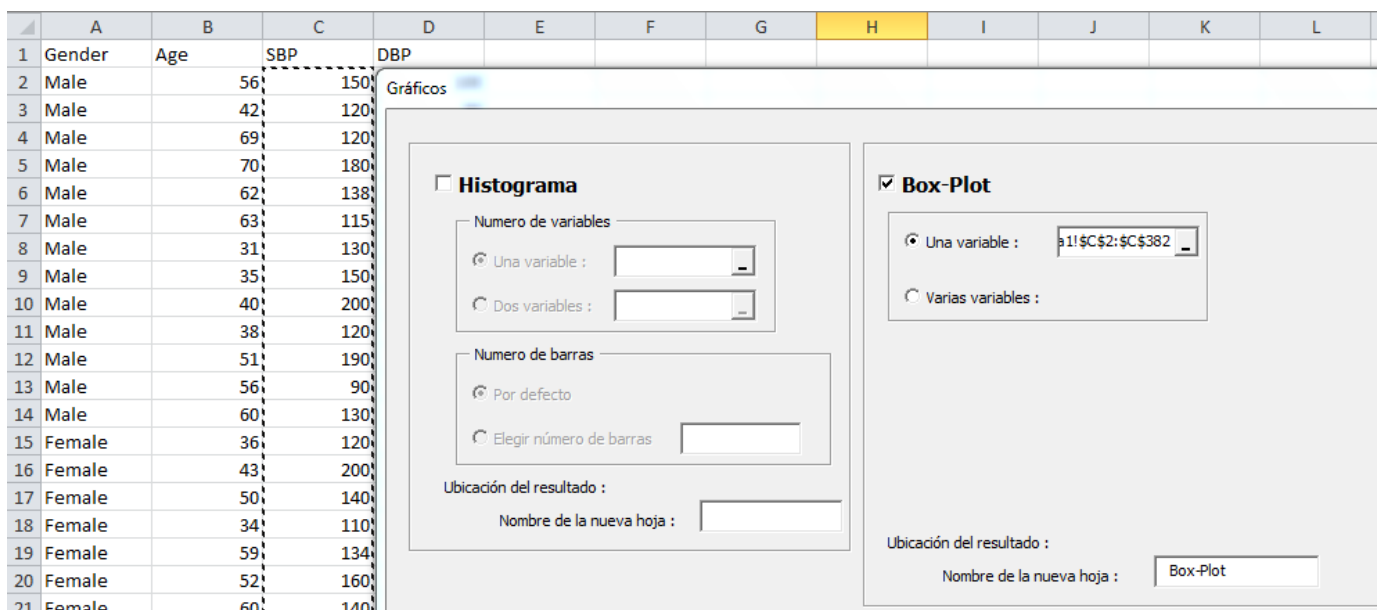 A B C D E F G H I J K L
1 Gender Age SBP DBP
2 Male 56 150
3 Male 42 120
4 Male 69 120
5 Male 70 180
6 Male 62 138
7 Male 63 115
8 Male 31 130
9 Male 35 150
10 Male 40 200
11 Male 38 120
12 Male 51 190
13 Male 56 90
14 Male 60 130
15 Female 36 120
16 Female 43 200
17 Female 50 140
18 Female 34 110
19 Female 59 134
20 Female 52 160
21 Female 60 140
Gráficos
Histograma
Numero de variables
Una variable :
Dos variables :
Numero de barras
Por defecto
Elegir número de barras
Ubicación del resultado :
Nombre de la nueva hoja :
Box-Plot
Una variable : a1!$C$2:$C$382
Varias variables :
Ubicación del resultado :
Nombre de la nueva hoja : Box-Plot